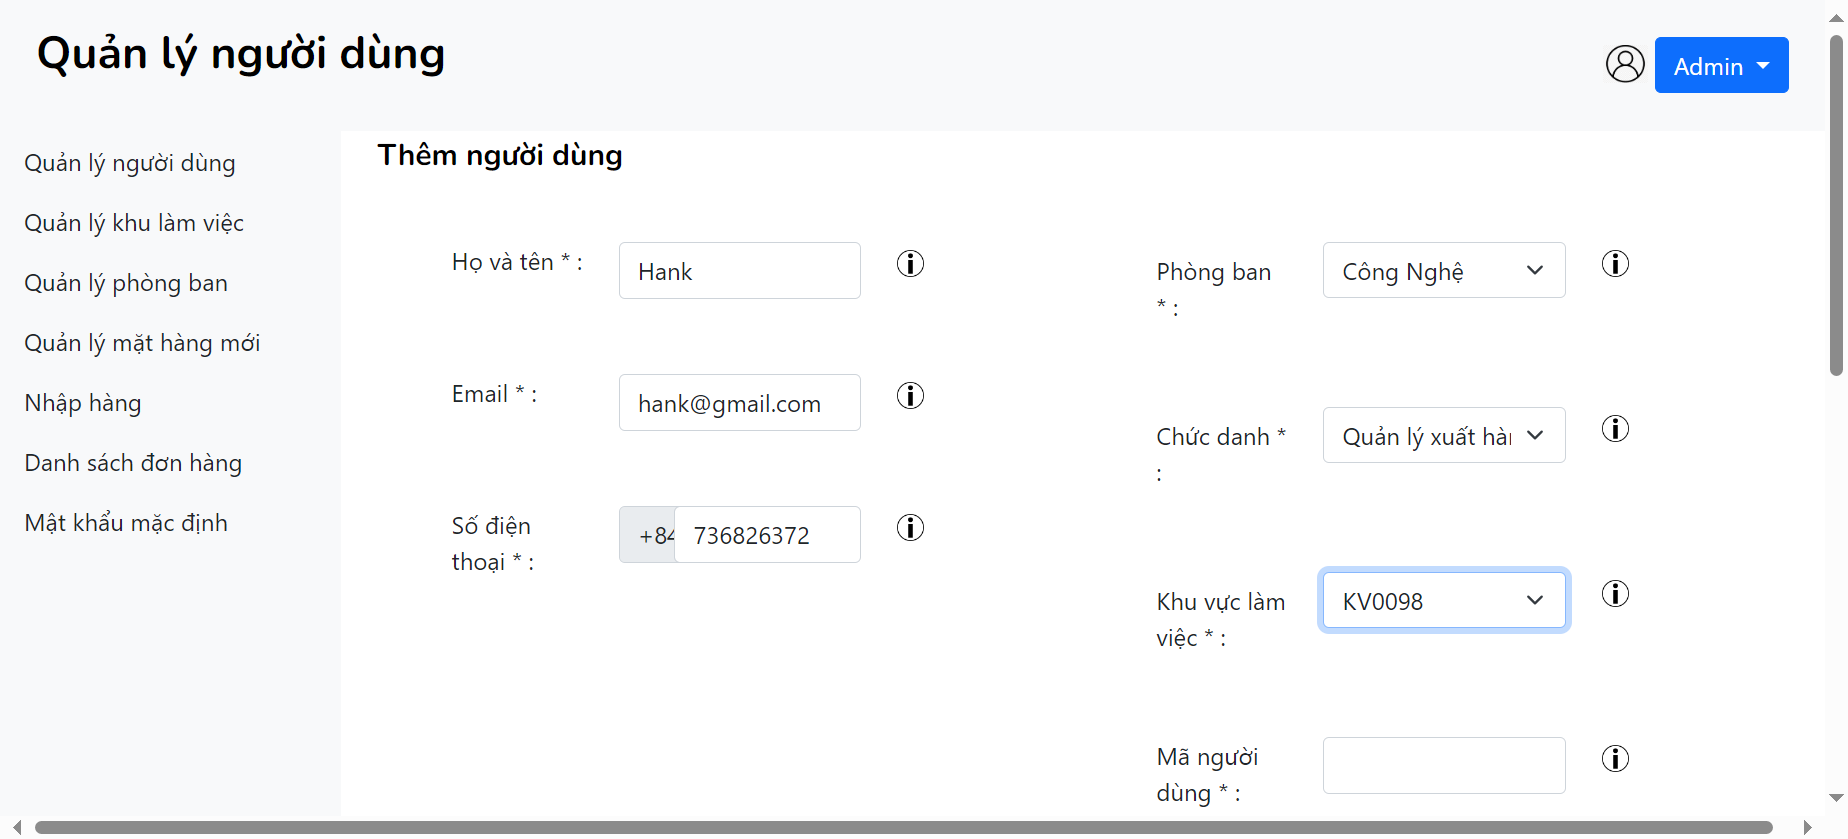 Quản lý người dùng
Admin
Quản lý người dùng
Quản lý khu làm việc
Quản lý phòng ban
Quản lý mặt hàng mới
Nhập hàng
Danh sách đơn hàng
Mật khẩu mặc định
Thêm người dùng
Họ và tên * :
Hank
Email * :
hank@gmail.com
Số điện
thoại * :
+84
736826372
Phòng ban
* :
Công Nghệ
Chức danh *
:
Quản lý xuất hàn
Khu vực làm
việc * :
KV0098
Mã người
dùng * :